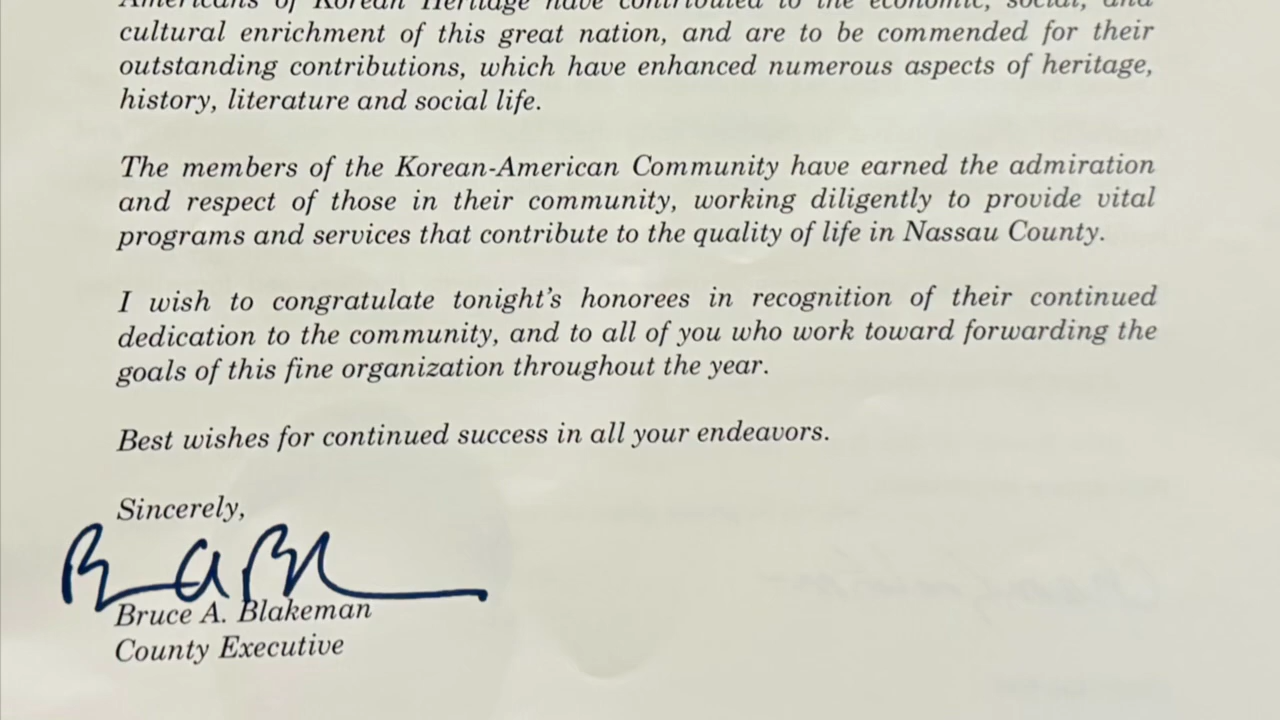 Americans of Korean Heritage have contributed to the economic, social, and
cultural enrichment of this great nation, and are to be commended for their
outstanding contributions, which have enhanced numerous aspects of heritage,
history, literature and social life.
The members of the Korean-American Community have earned the admiration
and respect of those in their community, working diligently to provide vital
programs and services that contribute to the quality of life in Nassau County.
I wish to congratulate tonight's honorees in recognition of their continued
dedication to the community, and to all of you who work toward forwarding the
goals of this fine organization throughout the year.
Best wishes for continued success in all your endeavors.
Sincerely,
Bruce A. Blakeman
County Executive